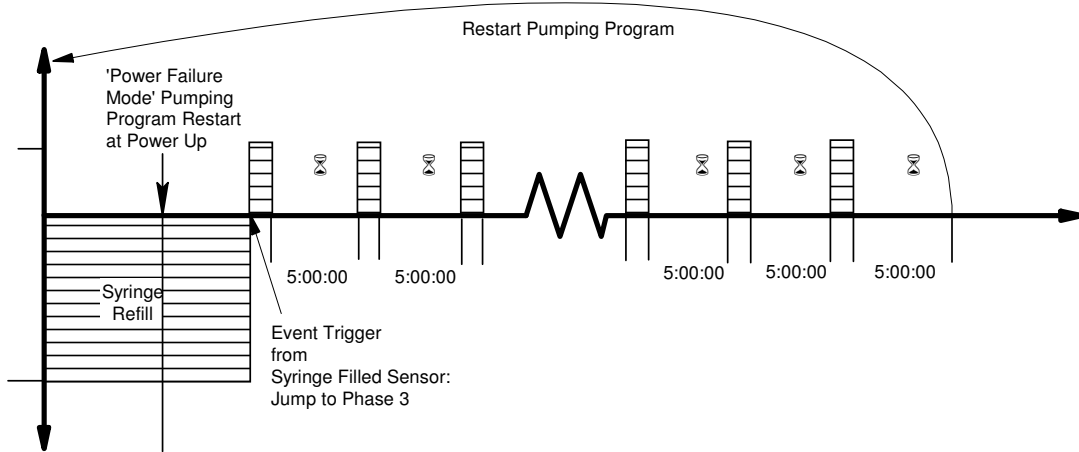 Restart Pumping Program
'Power Failure
Mode' Pumping
Program Restart
at Power Up
5:00:00
5:00:00
5:00:00
5:00:00
5:00:00
Syringe
Refill
Event Trigger
from
Syringe Filled Sensor:
Jump to Phase 3